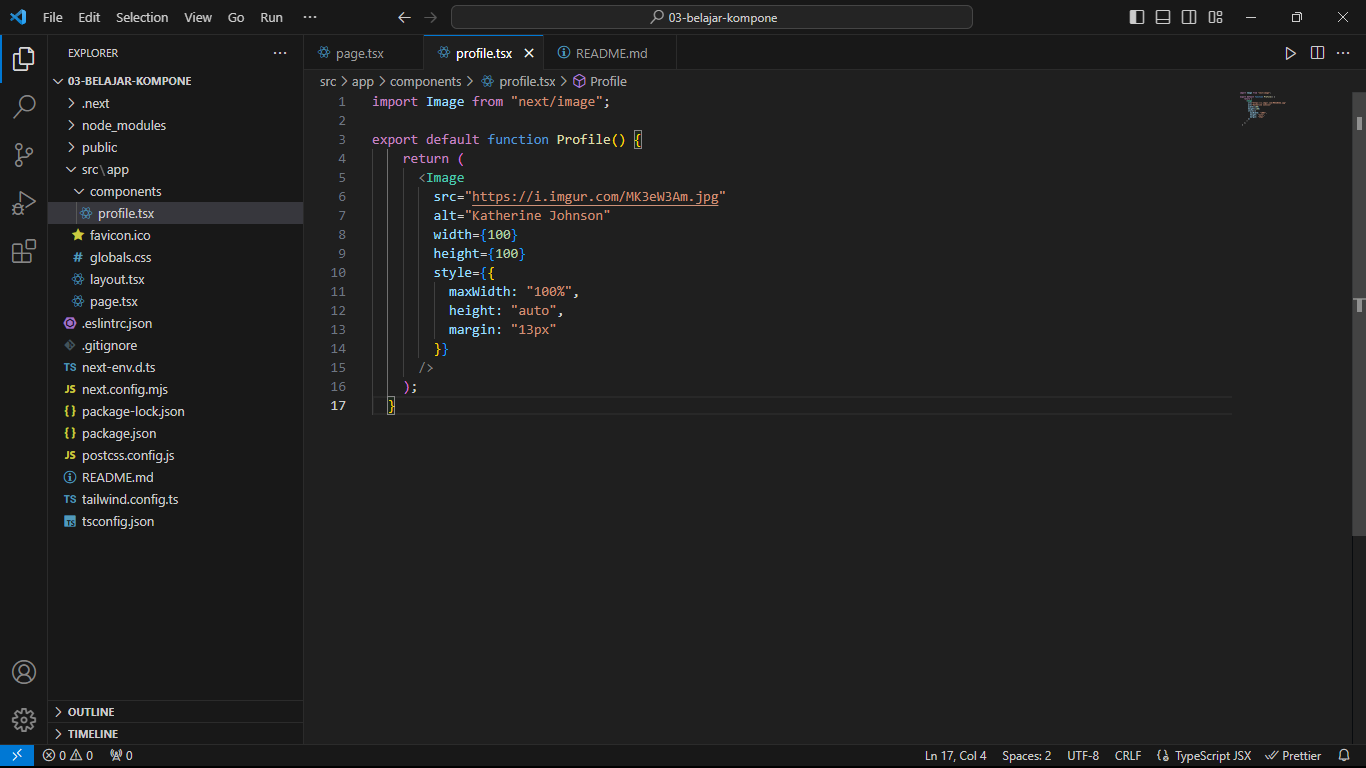 File Edit Selection View Go Run ··· 03-belajar-kompone
EXPLORER ···
03-BELAJAR-KOMPONE
.next
node_modules
public
src\app
components
profile.tsx
favicon.ico
# globals.css
layout.tsx
page.tsx
.eslintrc.json
.gitignore
TS next-env.d.ts
JS next.config.mjs
{} package-lock.json
{} package.json
JS postcss.config.js
README.md
TS tailwind.config.ts
TS tsconfig.json
OUTLINE
TIMELINE
page.tsx profile.tsx README.md
src > app > components > profile.tsx > Profile
1 import Image from "next/image";
2
3 export default function Profile() {
4 return (
5 <Image
6 src="https://i.imgur.com/MK3eW3Am.jpg"
7 alt="Katherine Johnson"
8 width={100}
9 height={100}
10 style={{
11 maxWidth: "100%",
12 height: "auto",
13 margin: "13px"
14 }}
15 />
16 );
17 }
0 0 0 Ln 17, Col 4 Spaces: 2 UTF-8 CRLF {} TypeScript JSX Prettier